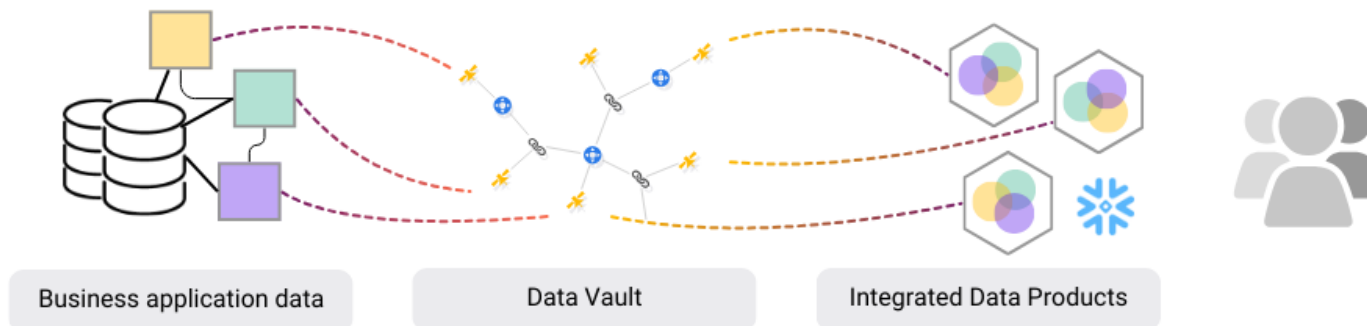 Business application data
Data Vault
Integrated Data Products